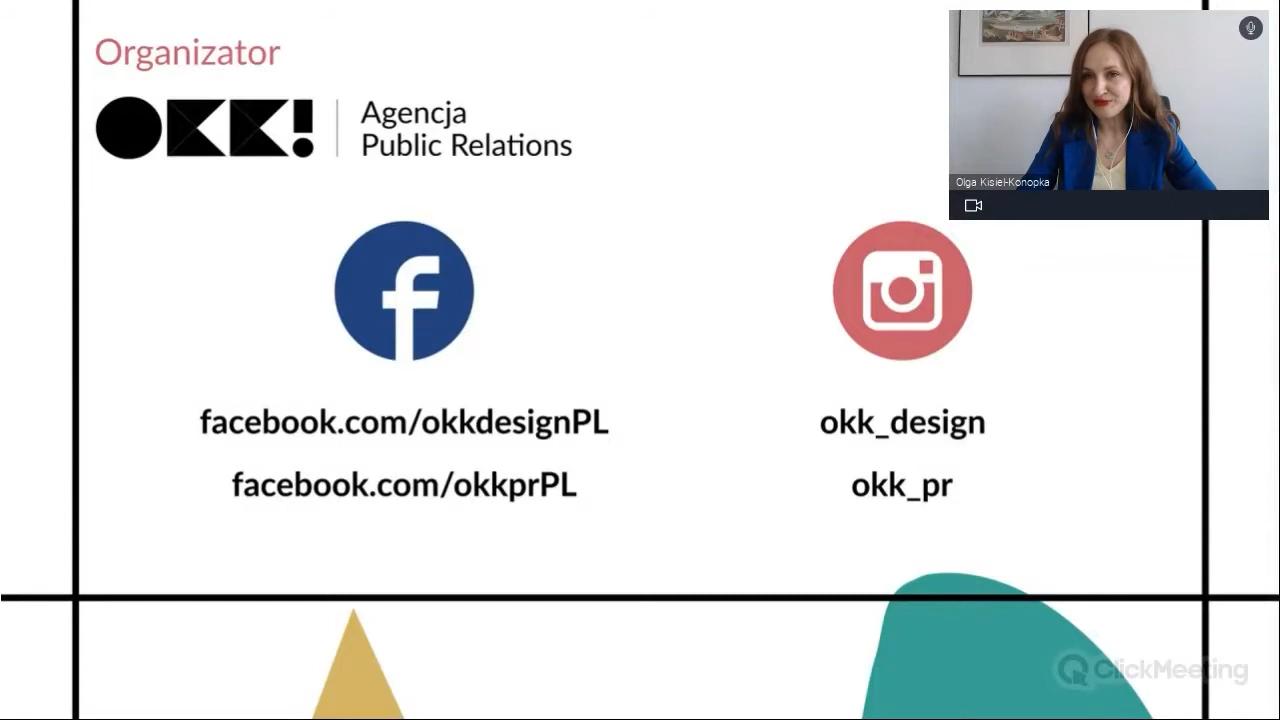 Organizator
OKK!
Agencja
Public Relations
Olga Kisiel-Konopka
facebook.com/okkdesignPL
okk_design
facebook.com/okkprPL
okk_pr
ClickMeeting